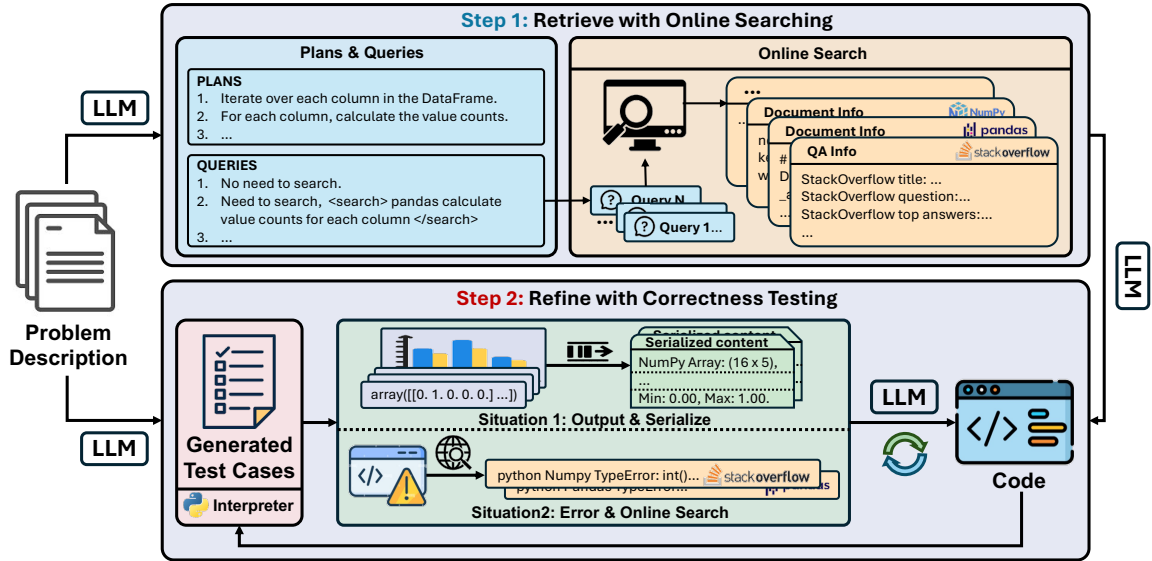 Step 1: Retrieve with Online Searching
Plans & Queries
PLANS
1. Iterate over each column in the DataFrame.
2. For each column, calculate the value counts.
3. ...
QUERIES
1. No need to search.
2. Need to search, <search> pandas calculate
value counts for each column </search>
3. ...
Online Search
Query N
...
Query 1...
...
Document Info
NumPy
Document Info
pandas
#
QA Info
stackoverflow
StackOverflow title: ...
StackOverflow question:...
StackOverflow top answers:...
...
LLM
Problem
Description
LLM
LLM
Step 2: Refine with Correctness Testing
Generated
Test Cases
Interpreter
array([[0. 1. 0. 0. 0.] ...])
Serialized content
Serialized content
NumPy Array: (16 x 5),
...
Min: 0.00, Max: 1.00.
Situation 1: Output & Serialize
python Numpy TypeError: int()...
stackoverflow
python Pandas TypeError...
pandas
Situation2: Error & Online Search
LLM
</>
Code